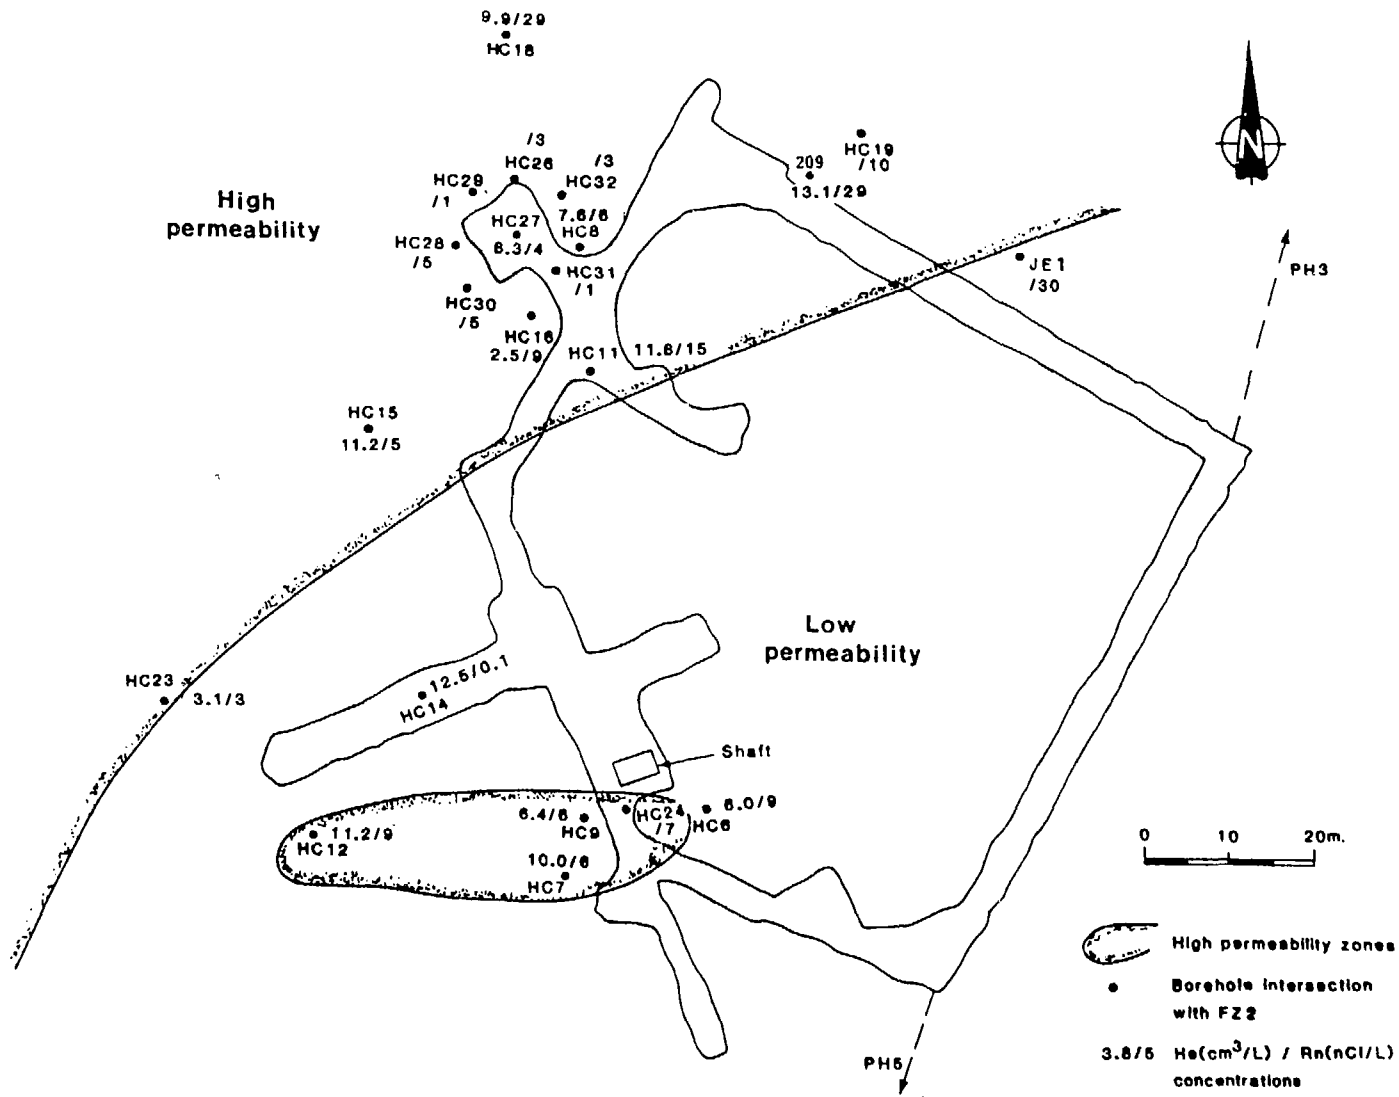 9.9/29
HC18
/3
HC26
/3
HC32
HC29
/1
7.6/6
HC8
HC27
8.3/4
HC28
/5
HC31
/1
HC30
/5
HC16
2.5/9
HC11
11.8/15
HC15
11.2/5
High
permeability
209
13.1/29
HC19
/10
N
JE1
/30
PH3
Low
permeability
HC23
3.1/3
12.5/0.1
HC14
Shaft
6.4/6
HC9
HC24
/7
6.0/9
HC6
11.2/9
HC12
10.0/6
HC7
0 10 20m.
High permeability zones
Borehole intersection
with FZ2
3.8/5 He(cm³/L) / Rn(nCi/L)
concentrations
PH5